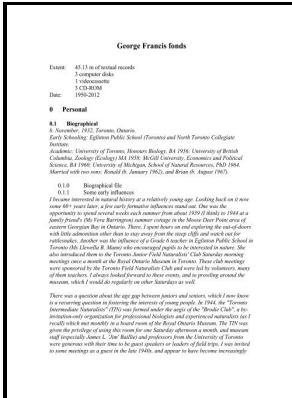 George Francis fonds
Extent: 45.13 m of textual records
3 computer disks
1 videocassette
3 CD-ROM
Date: 1950-2012
0 Personal
0.1 Biographical
b. November, 1932, Toronto, Ontario.
Early Schooling: Eglinton Public School (Toronto) and North Toronto Collegiate
Institute.
Academic: University of Toronto, Honours Biology, BA 1956; University of British
Columbia, Zoology (Ecology) MA 1958; McGill University, Economics and Political
Science, BA 1960; University of Michigan, School of Natural Resources, PhD 1964.
Married with two sons: Ronald (b. January 1962), and Brian (b. August 1967).
0.1.0 Biographical file
0.1.1 Some early influences
I became interested in natural history at a relatively young age. Looking back on it now
some 60+ years later, a few early formative influences stand out. One was the
opportunity to spend several weeks each summer from about 1939 (I think) to 1944 at a
family friend's (Ms Vera Barrington) summer cottage in the Moose Deer Point area of
eastern Georgian Bay in Ontario. There, I spent hours on end exploring the out-of-doors
with little admonition other than to stay away from the steep cliffs and watch out for
rattlesnakes. Another was the influence of a Grade 6 teacher in Eglinton Public School in
Toronto (Ms Llewella B. Mane) who encouraged pupils to be interested in nature. She
also introduced them to the Toronto Junior Field Naturalists' Club Saturday morning
meetings once a month at the Royal Ontario Museum in Toronto. These club meetings
were sponsored by the Toronto Field Naturalists Club and were led by volunteers, many
of them teachers. I always looked forward to these events, and to prowling around the
museum, which I would do regularly on other Saturdays as well.
There was a question about the age gap between juniors and seniors, which I now know
is a recurring question in fostering the interests of young people. In 1944, the "Toronto
Intermediate Naturalists" (TIN) was formed under the aegis of the "Brodie Club", a by-
invitation-only organization for professional biologists and experienced naturalists (as I
recall) which met monthly in a board room of the Royal Ontario Museum. The TIN was
given the privilege of using this room for one Saturday afternoon a month, and museum
staff (especially James L. 'Jim' Baillie) and professors from the University of Toronto
were generous with their time to be guest speakers or leaders of field trips. I was invited
to some meetings as a guest in the late 1940s, and appear to have become increasingly